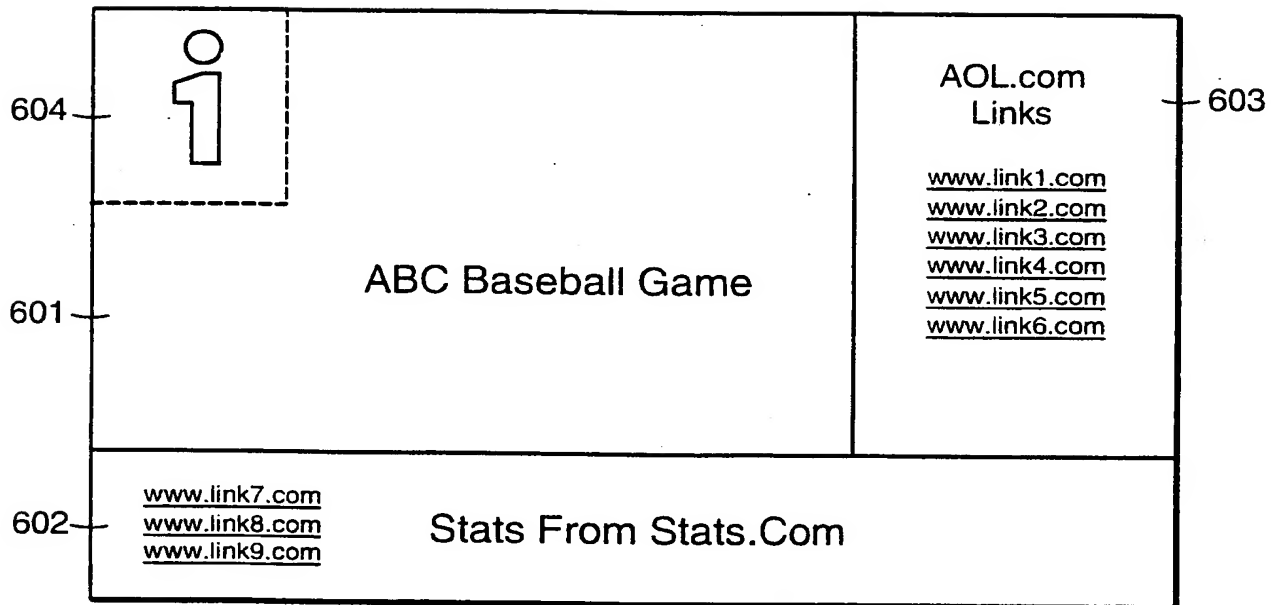 i
604
AOL.com
Links
603
www.link1.com
www.link2.com
www.link3.com
www.link4.com
www.link5.com
www.link6.com
ABC Baseball Game
601
www.link7.com
www.link8.com
www.link9.com
602
Stats From Stats.Com